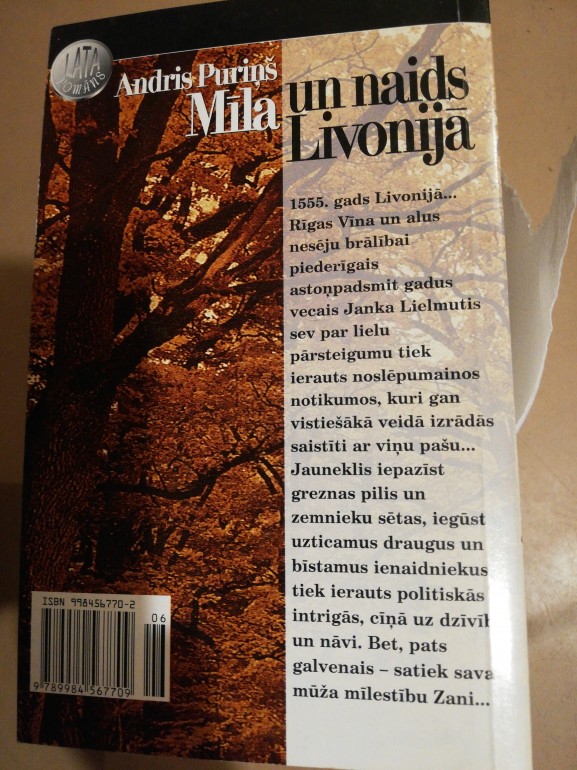 LATA
romāns
Andris Puriņš
Mīla un naids
Livonijā
1555. gads Livonijā...
Rīgas Vīna un alus
nesēju brālībai
piederīgais
astoņpadsmit gadus
vecais Janka Lielmutis
sev par lielu
pārsteigumu tiek
ierauts noslēpumainos
notikumos, kuri gan
vistiešākā veidā izrādās
saistīti ar viņu pašu...
Jauneklis iepazīst
greznas pilis un
zemnieku sētas, iegūst
uzticamus draugus un
bīstamus ienaidniekus
tiek ierauts politiskās
intrigās, cīņā uz
un nāvi. Bet, pats
galvenais – satiek sava
mūža mīlestību Zani...
ISBN 998456770-2
06
9 789984 567709